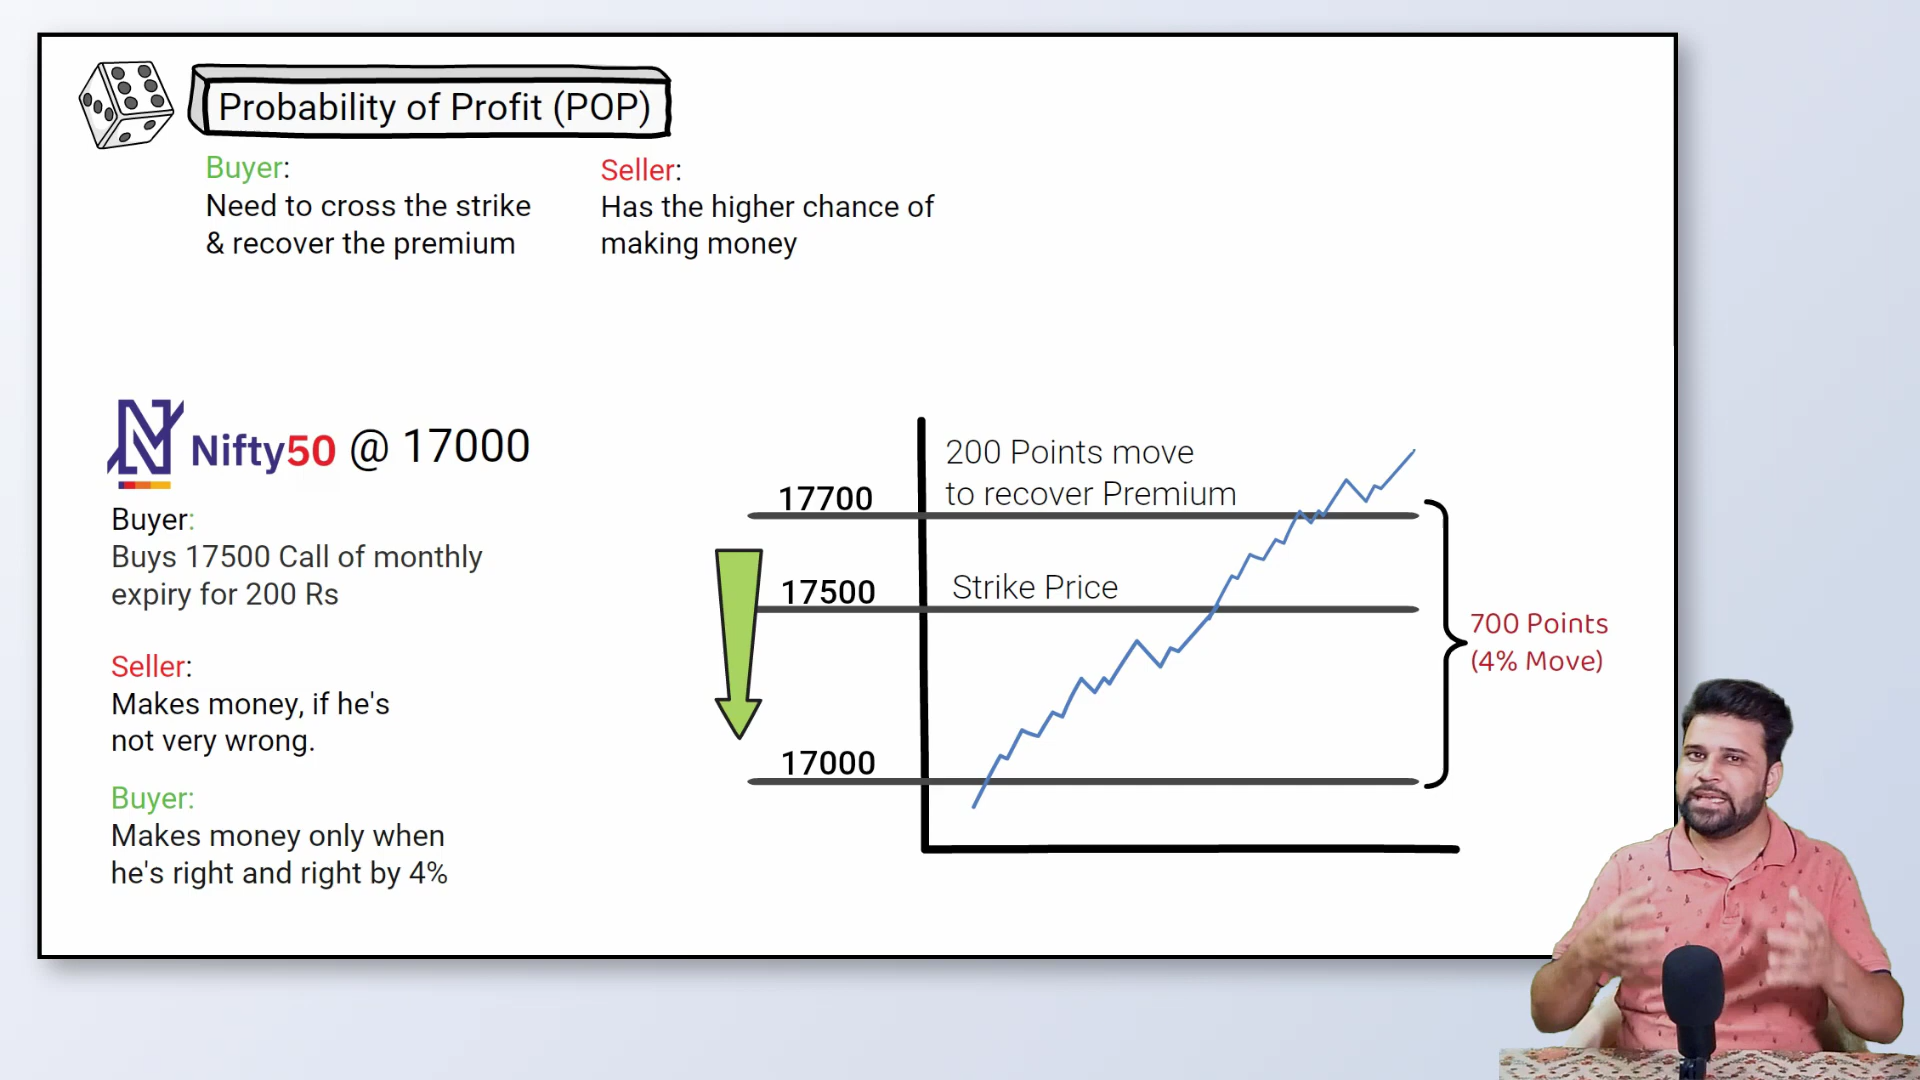 Probability of Profit (POP)
Buyer:
Need to cross the strike
& recover the premium
Seller:
Has the higher chance of
making money
Nifty50 @ 17000
Buyer:
Buys 17500 Call of monthly
expiry for 200 Rs
Seller:
Makes money, if he's
not very wrong.
Buyer:
Makes money only when
he's right and right by 4%
200 Points move
to recover Premium
17700
17500
Strike Price
17000
700 Points
(4% Move)